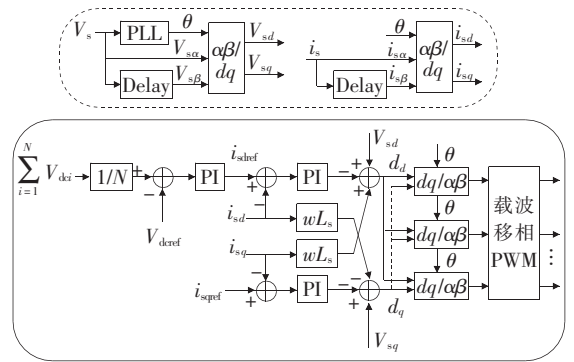 V_s PLL θ V_sd
V_sα αβ/ dq
Delay V_sβ V_sq
i_s θ i_sα αβ/ dq i_sd
Delay i_sβ i_sq
N
∑ V_dci 1/N + − PI i_sdref + − PI − + + V_sd d_d θ dq/αβ
i=1
V_dcref
i_sd wL_s θ dq/αβ
i_sq wL_s θ dq/αβ
i_sqref + − PI − − + d_q
V_sq
载波
移相
PWM
⋮